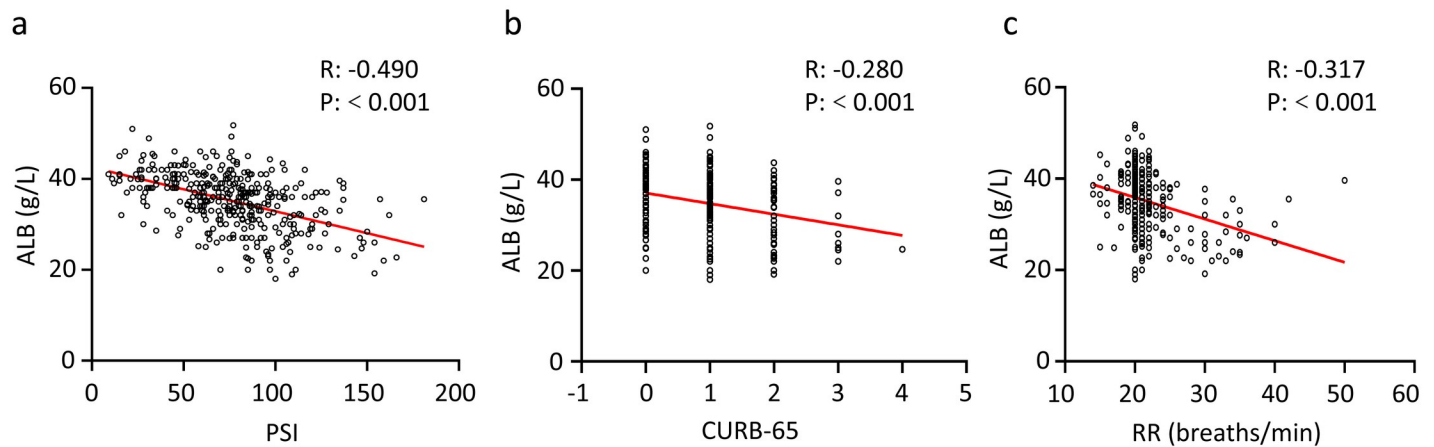 a
R: -0.490
P: < 0.001
60
40
20
0
ALB (g/L)
0 50 100 150 200
PSI
b
R: -0.280
P: < 0.001
60
40
20
0
ALB (g/L)
-1 0 1 2 3 4 5
CURB-65
c
R: -0.317
P: < 0.001
60
40
20
0
ALB (g/L)
10 20 30 40 50 60
RR (breaths/min)